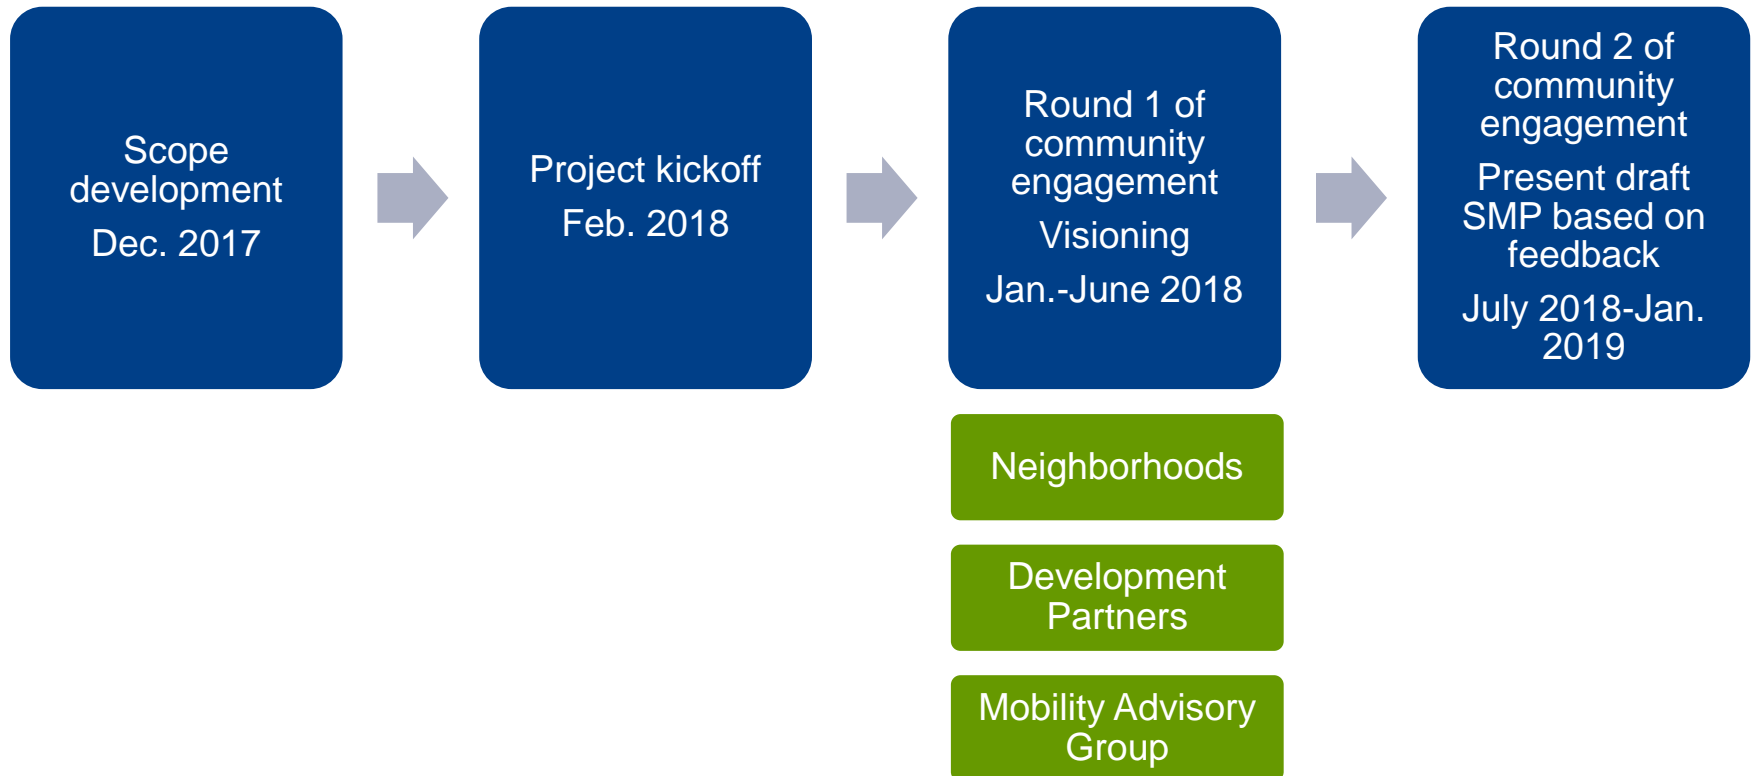 Scope
development
Dec. 2017
Project kickoff
Feb. 2018
Round 1 of
community
engagement
Visioning
Jan.-June 2018
Round 2 of
community
engagement
Present draft
SMP based on
feedback
July 2018-Jan.
2019
Neighborhoods
Development
Partners
Mobility Advisory
Group